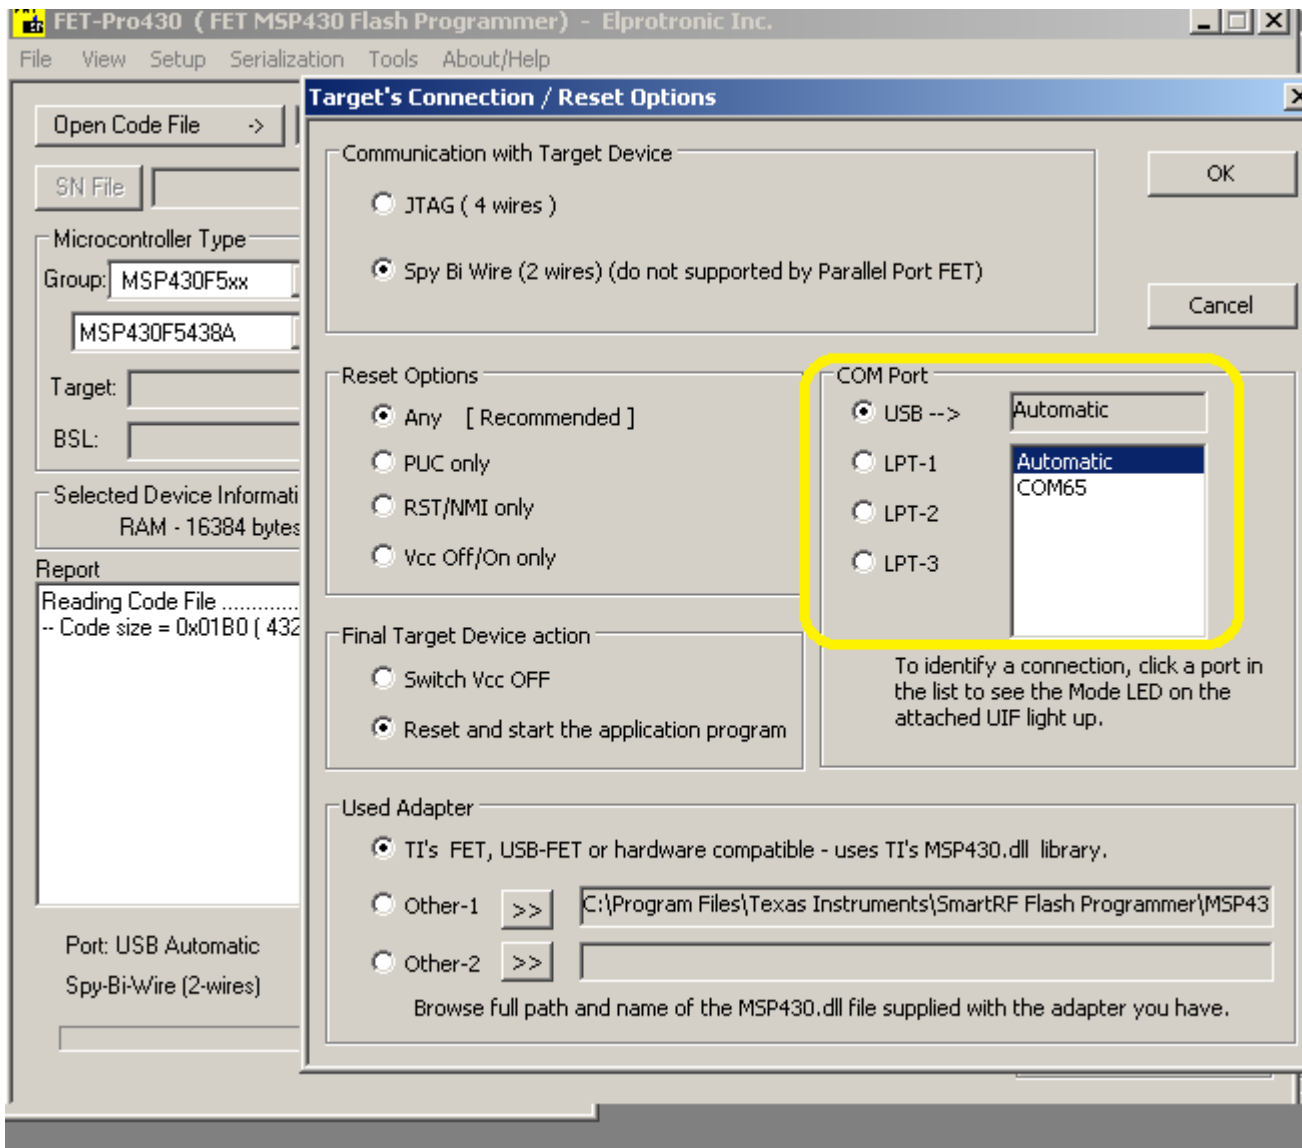 FET-Pro430 ( FET MSP430 Flash Programmer) - Elprotronic Inc.
File View Setup Serialization Tools About/Help
Open Code File ->
SN File
Microcontroller Type
Group: MSP430F5xx
MSP430F5438A
Target:
BSL:
Selected Device Informati
RAM - 16384 bytes
Report
Reading Code File .............
-- Code size = 0x01B0 ( 432
Port: USB Automatic
Spy-Bi-Wire (2-wires)
Target's Connection / Reset Options
Communication with Target Device
JTAG ( 4 wires )
Spy Bi Wire (2 wires) (do not supported by Parallel Port FET)
OK
Cancel
Reset Options
Any [ Recommended ]
PUC only
RST/NMI only
Vcc Off/On only
COM Port
USB --> Automatic
LPT-1
LPT-2
LPT-3
Automatic
COM65
To identify a connection, click a port in
the list to see the Mode LED on the
attached UIF light up.
Final Target Device action
Switch Vcc OFF
Reset and start the application program
Used Adapter
TI's FET, USB-FET or hardware compatible - uses TI's MSP430.dll library.
Other-1 >> C:\Program Files\Texas Instruments\SmartRF Flash Programmer\MSP43
Other-2 >>
Browse full path and name of the MSP430.dll file supplied with the adapter you have.